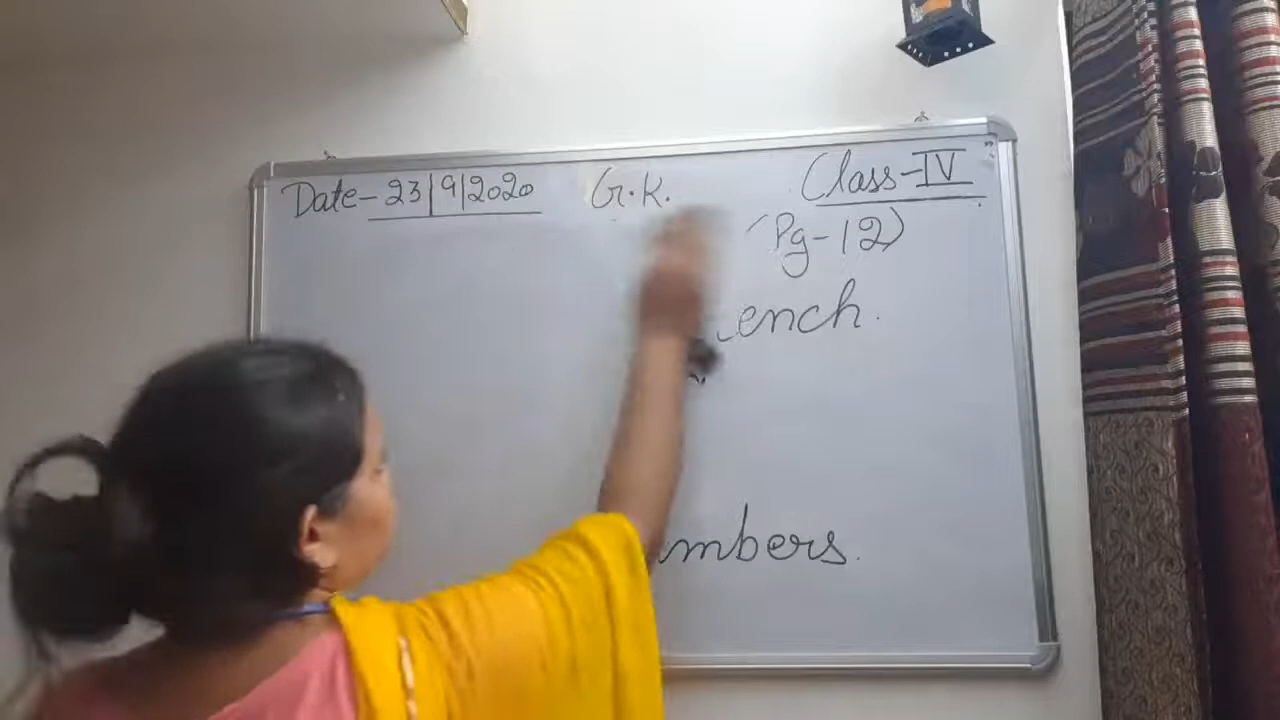 Date-23|9|2020 G.K. Class-IV
(Pg-12)
ench.
mbers.